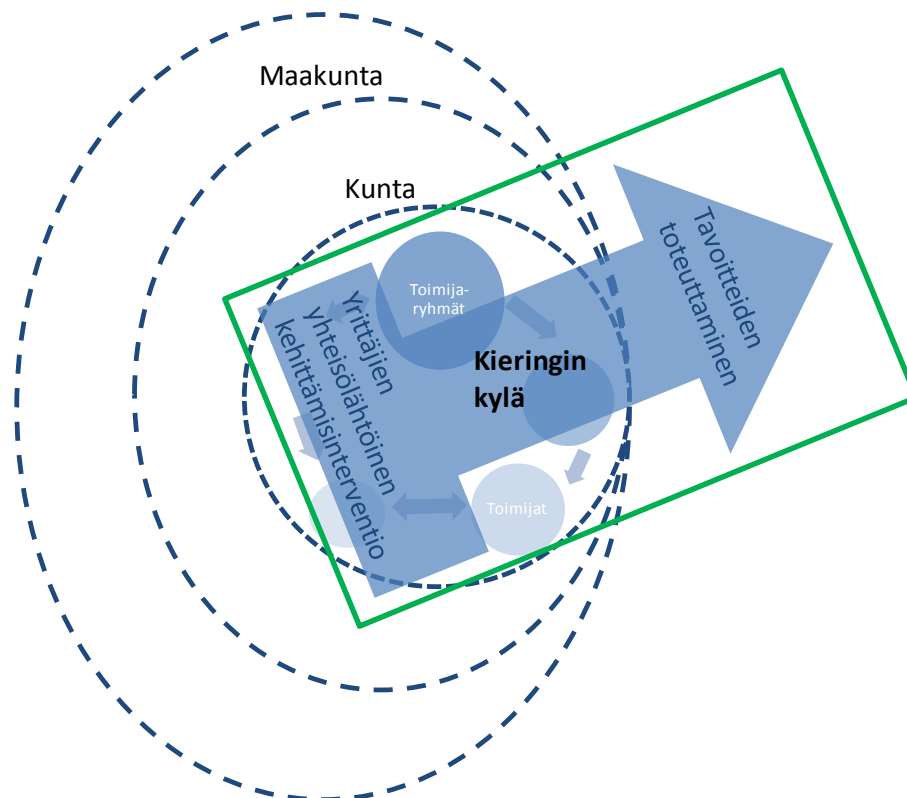 Maakunta
Kunta
Toimija-
ryhmät
Yrittäjien
yhteisölähtöinen
kehittämisinterventio
Kieringin
kylä
Tavoitteiden
toteuttaminen
Toimijat